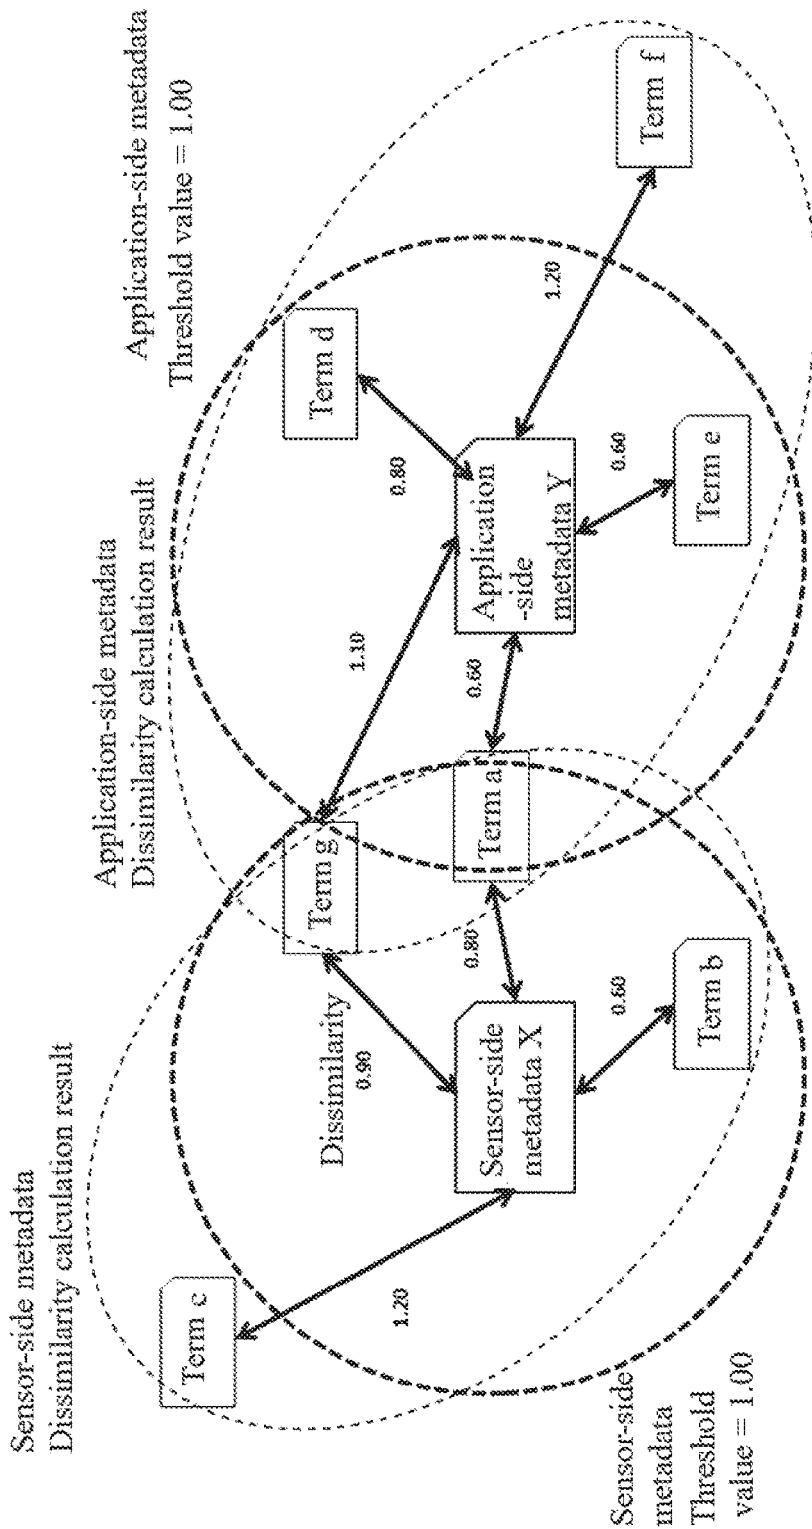 Sensor-side metadata
Dissimilarity calculation result
Application-side metadata
Dissimilarity calculation result
Application-side metadata
Threshold value = 1.00
Term c
1.20
Dissimilarity
0.90
Term g
1.10
Term d
0.80
Sensor-side
metadata X
0.80
Term a
0.60
Application
-side
metadata Y
1.20
Term f
0.60
Term b
0.60
Term e
Sensor-side
metadata
Threshold
value = 1.00